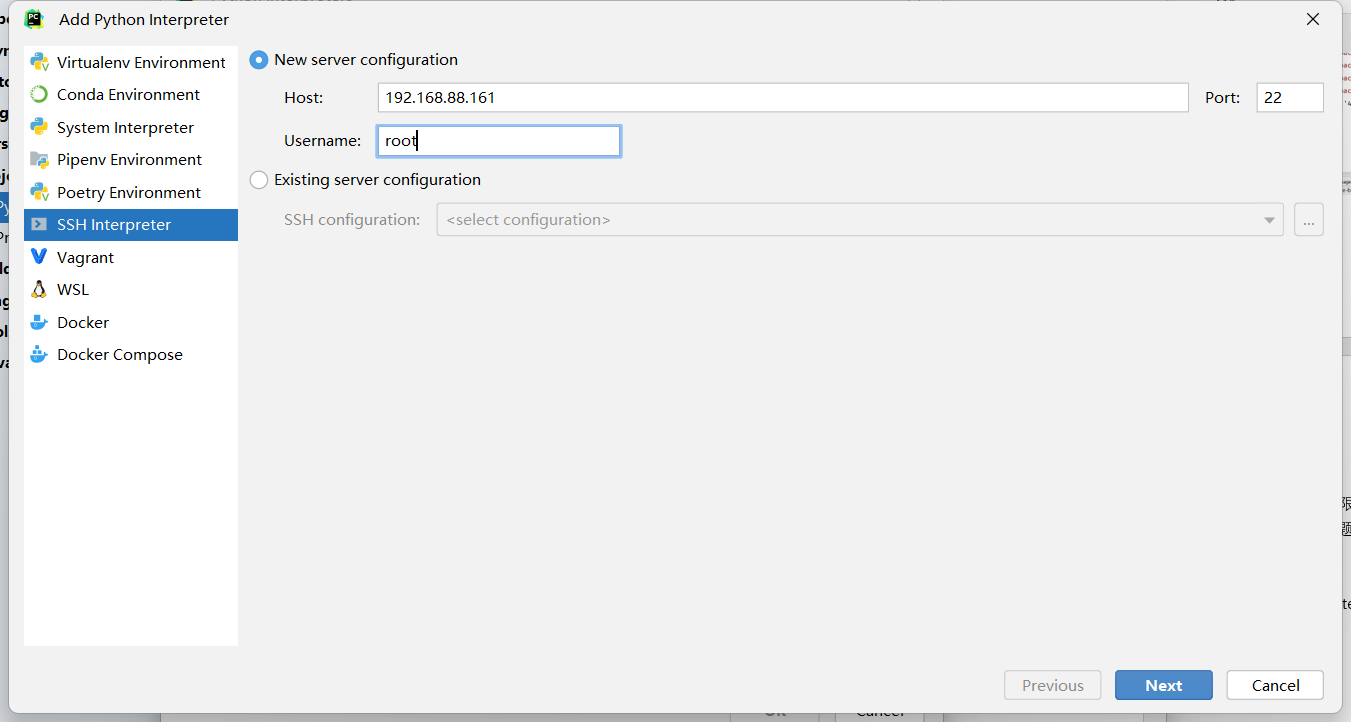 Add Python Interpreter
Virtualenv Environment
Conda Environment
System Interpreter
Pipenv Environment
Poetry Environment
SSH Interpreter
Vagrant
WSL
Docker
Docker Compose
New server configuration
Host: 192.168.88.161 Port: 22
Username: root
Existing server configuration
SSH configuration: <select configuration> ...
Previous Next Cancel